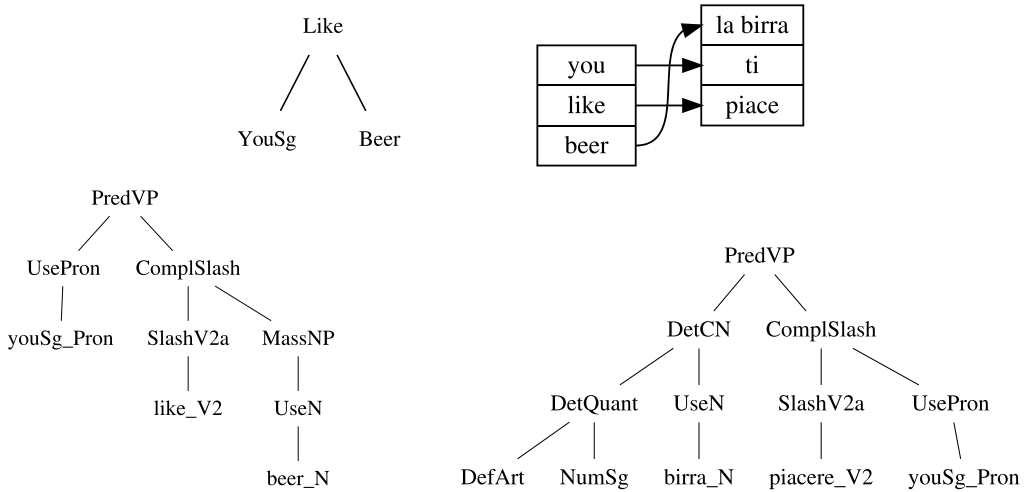 Like
YouSg Beer
you
like
beer
la birra
ti
piace
PredVP
UsePron ComplSlash
youSg_Pron SlashV2a MassNP
like_V2 UseN
beer_N
PredVP
DetCN ComplSlash
DetQuant UseN SlashV2a UsePron
DefArt NumSg birra_N piacere_V2 youSg_Pron